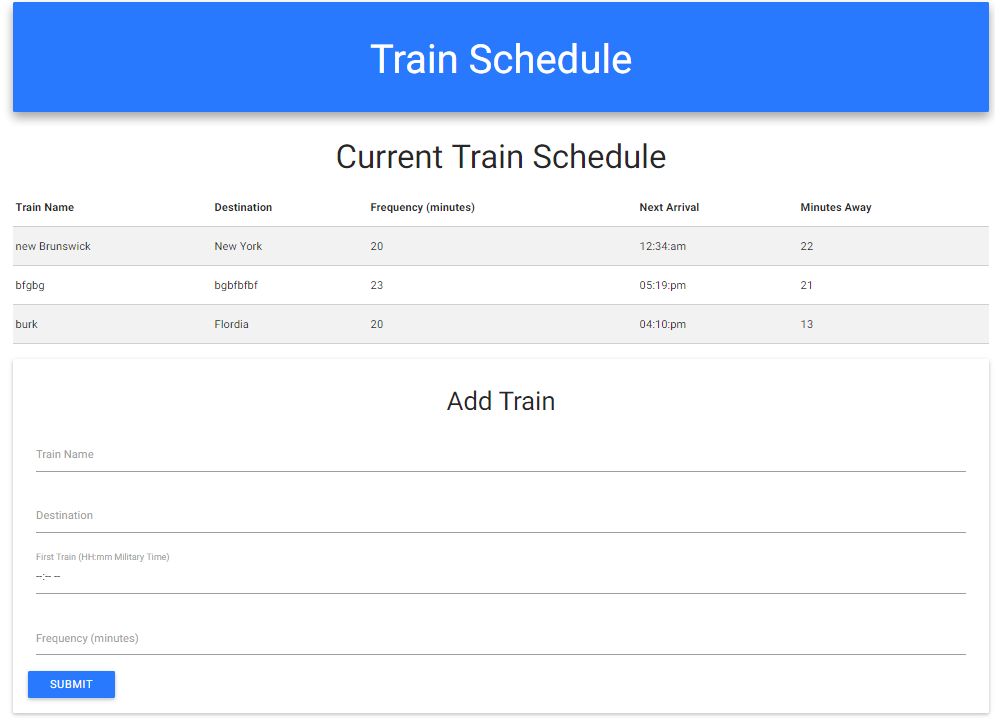 Train Schedule
Current Train Schedule
Train Name Destination Frequency (minutes) Next Arrival Minutes Away
new Brunswick New York 20 12:34:am 22
bfgbg bgbfbfbf 23 05:19:pm 21
burk Flordia 20 04:10:pm 13
Add Train
Train Name
Destination
First Train (HH:mm Military Time)
--:-- --
Frequency (minutes)
SUBMIT